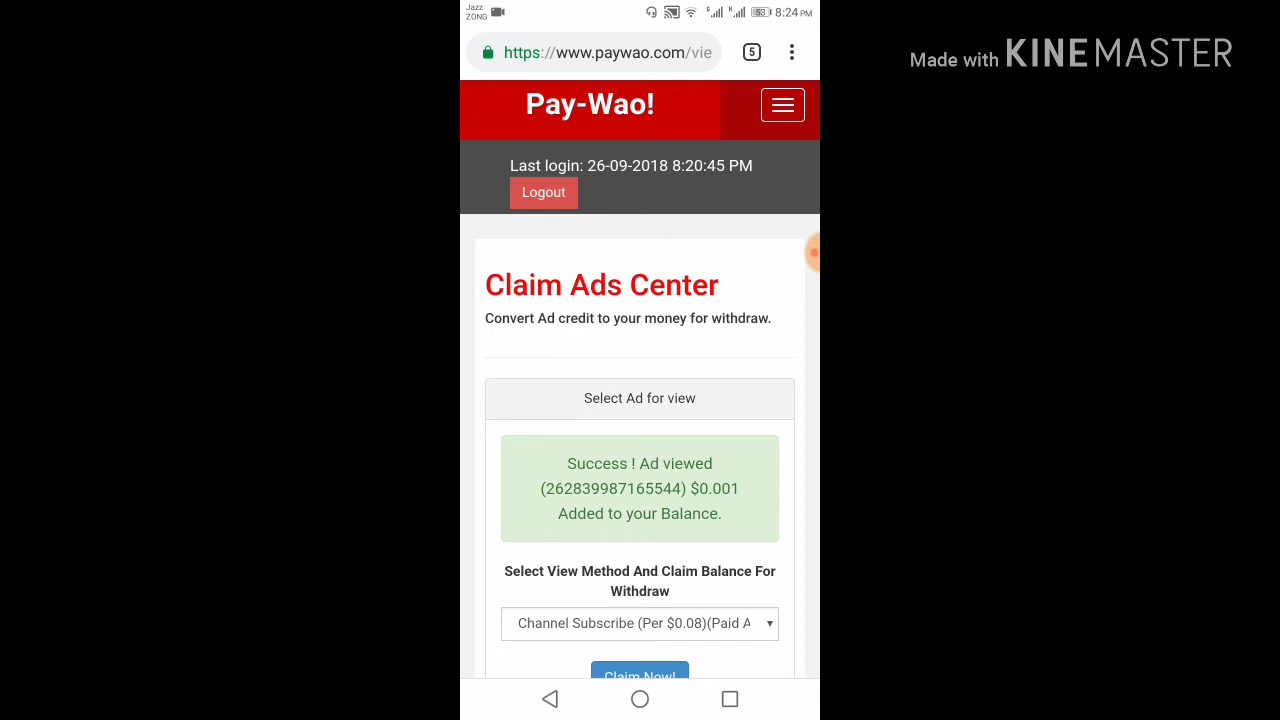 Jazz
ZONG
53
8:24 PM
Made with KINEMASTER
https://www.paywao.com/vie
5
Pay-Wao!
Last login: 26-09-2018 8:20:45 PM
Logout
Claim Ads Center
Convert Ad credit to your money for withdraw.
Select Ad for view
Success ! Ad viewed
(262839987165544) $0.001
Added to your Balance.
Select View Method And Claim Balance For
Withdraw
Channel Subscribe (Per $0.08)(Paid A
Claim Now!